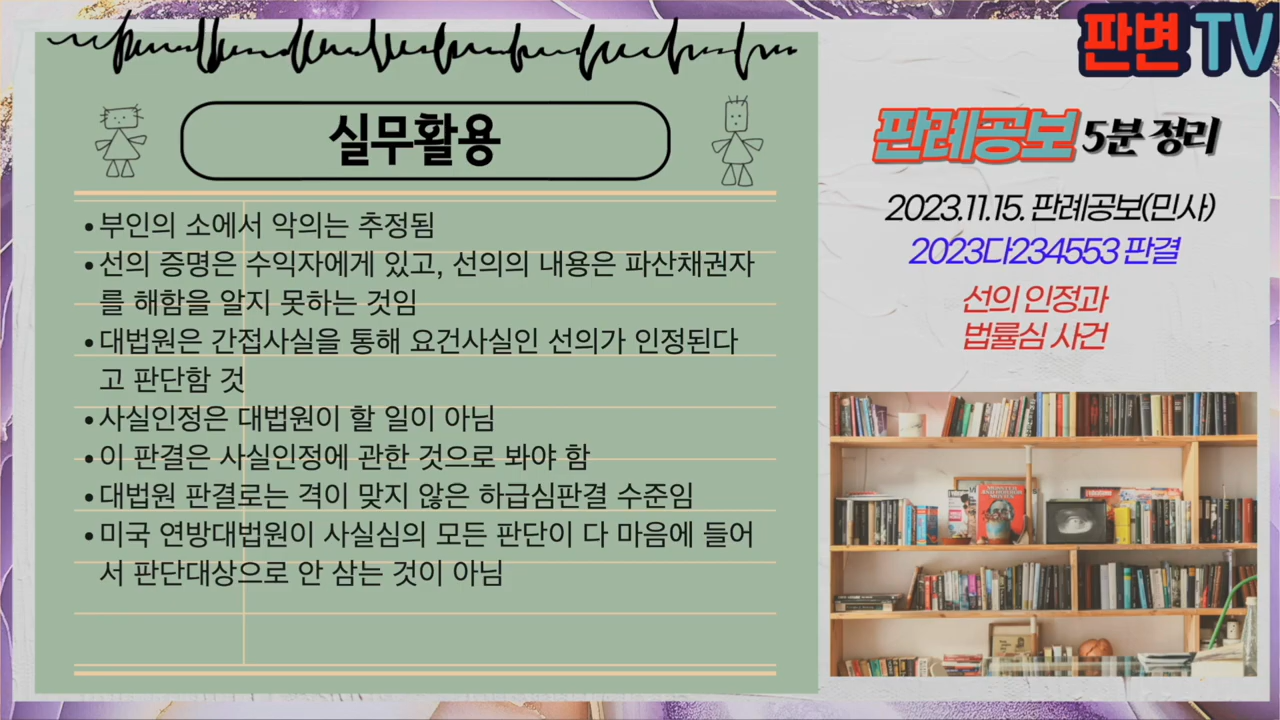 판변 TV
실무활용
• 부인의 소에서 악의는 추정됨
• 선의 증명은 수익자에게 있고, 선의의 내용은 파산채권자
를 해함을 알지 못하는 것임
• 대법원은 간접사실을 통해 요건사실인 선의가 인정된다
고 판단함 것
• 사실인정은 대법원이 할 일이 아님
• 이 판결은 사실인정에 관한 것으로 봐야 함
• 대법원 판결로는 격이 맞지 않은 하급심판결 수준임
• 미국 연방대법원이 사실심의 모든 판단이 다 마음에 들어
서 판단대상으로 안 삼는 것이 아님
판례공보 5분 정리
2023.11.15. 판례공보(민사)
2023다234553 판결
선의 인정과
법률심 사건